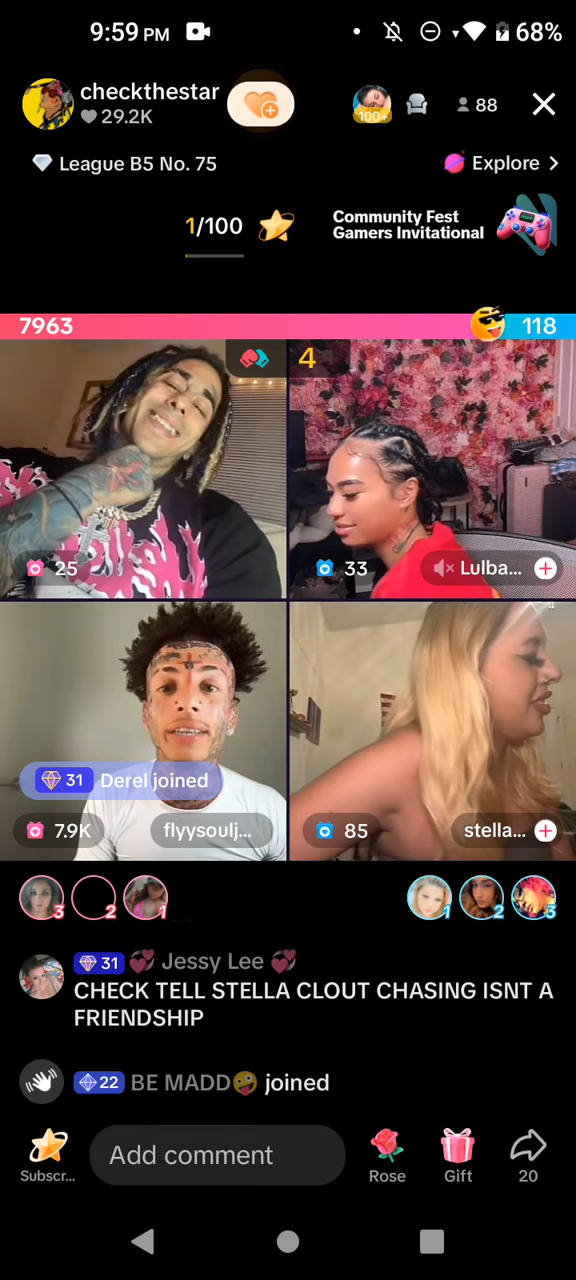 9:59 PM
68%
checkthestar
29.2K
100+
88
League B5 No. 75
Explore >
1/100
Community Fest
Gamers Invitational
7963
118
4
25
33
Lulba...
31 Derel joined
7.9K
flyysoulj...
85
stella...
3
2
1
1
2
3
31 💞 Jessy Lee 💞
CHECK TELL STELLA CLOUT CHASING ISNT A
FRIENDSHIP
22 BE MADD🤪 joined
Subscr...
Add comment
Rose
Gift
20